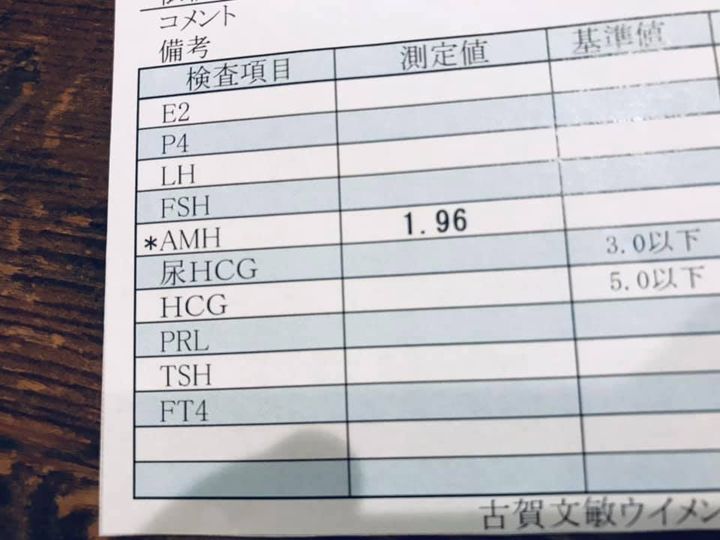 コメント
備考
検査項目 測定値 基準値
E2
P4
LH
FSH
*AMH 1.96
尿HCG 3.0以下
HCG 5.0以下
PRL
TSH
FT4
古賀文敏ウイメン